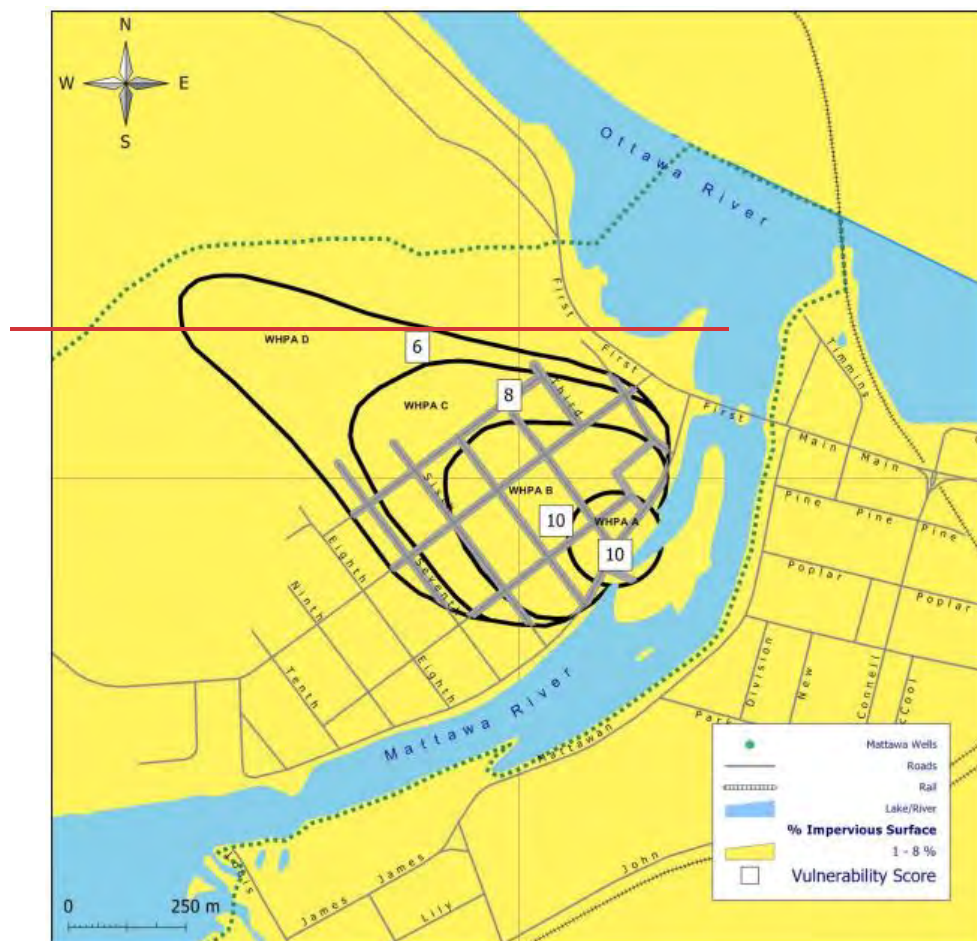 N
W E
S
Ottawa River
First
WHPA D
6
First
Third
Timmins
WHPA C
8
First
Main Main
WHPA B
Pine Pine Pine
10
WHPA A
10
Eighth
Seventh
Poplar
Poplar
Ninth
Tenth
Eighth
Division
New
Connell
McCool
Mattawa River
Mattawan
Park
James
James
Lily
John
0 250 m
Mattawa Wells
Roads
Rail
Lake/River
% Impervious Surface
1 - 8 %
Vulnerability Score